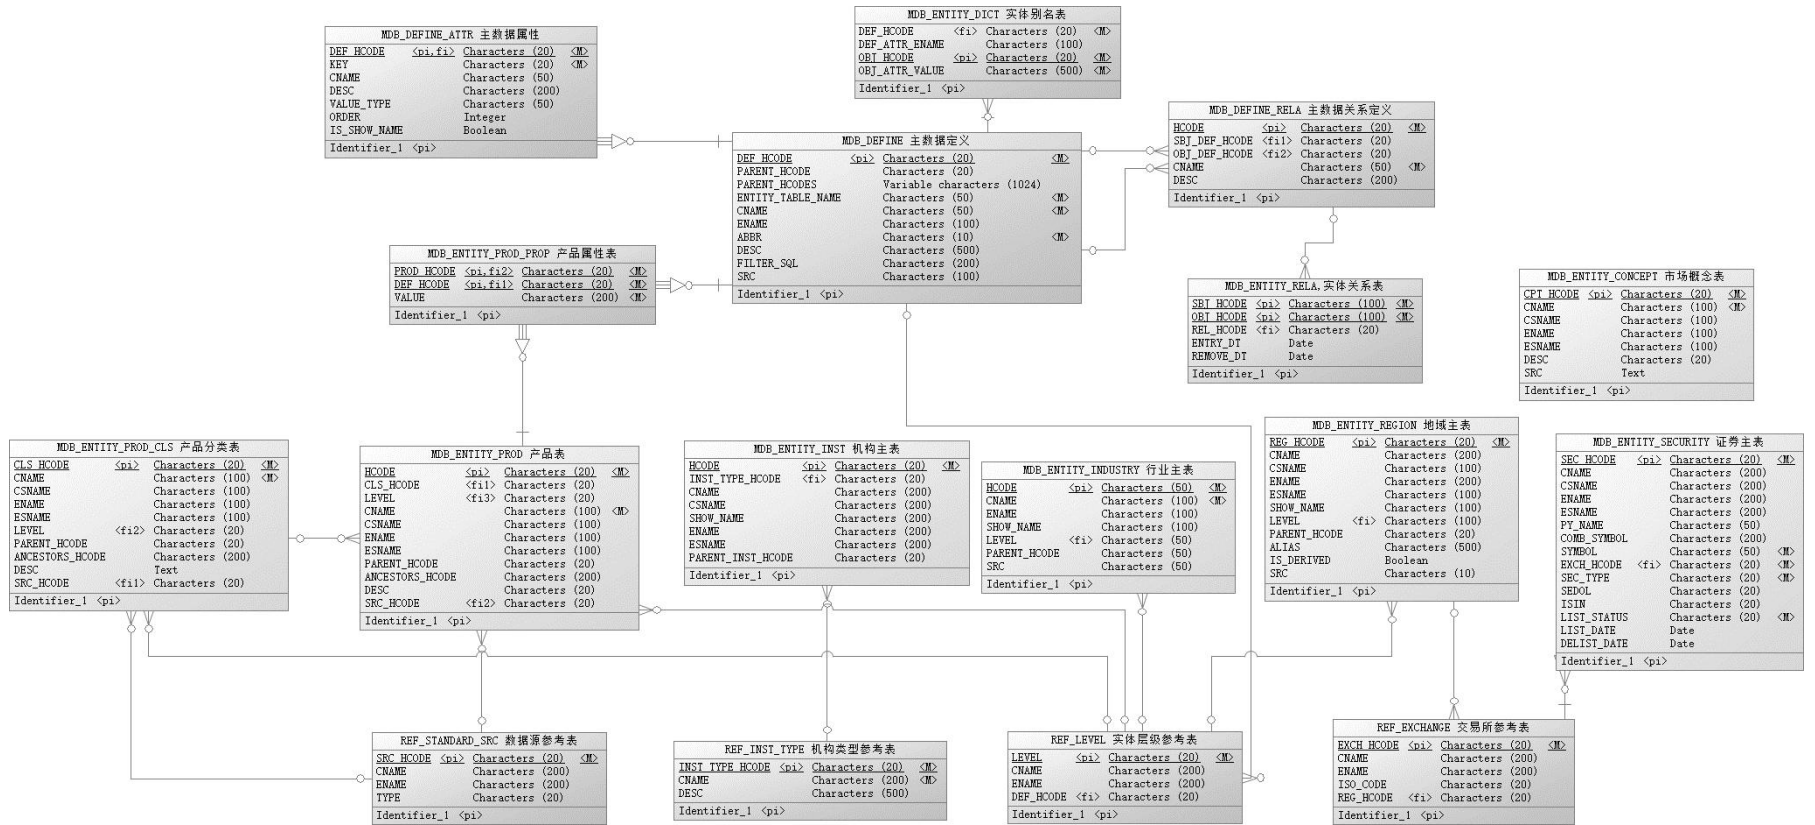 MDB_DEFINE_ATTR 主数据属性
DEF_HCODE <pi,fi> Characters (20) <M>
KEY Characters (20) <M>
CNAME Characters (50)
DESC Characters (200)
VALUE_TYPE Characters (50)
ORDER Integer
IS_SHOW_NAME Boolean
Identifier_1 <pi>
MDB_ENTITY_DICT 实体别名表
DEF_HCODE <fi> Characters (20) <M>
DEF_ATTR_ENAME Characters (100)
OBJ_HCODE <pi> Characters (20) <M>
OBJ_ATTR_VALUE Characters (500) <M>
Identifier_1 <pi>
MDB_DEFINE 主数据定义
DEF_HCODE <pi> Characters (20) <M>
PARENT_HCODE Characters (20)
PARENT_HCODES Variable characters (1024)
ENTITY_TABLE_NAME Characters (50) <M>
CNAME Characters (50) <M>
ENAME Characters (100)
ABBR Characters (10) <M>
DESC Characters (500)
FILTER_SQL Characters (200)
SRC Characters (100)
Identifier_1 <pi>
MDB_DEFINE_RELA 主数据关系定义
HCODE <pi> Characters (20) <M>
SBJ_DEF_HCODE <fi1> Characters (20)
OBJ_DEF_HCODE <fi2> Characters (20)
CNAME Characters (50) <M>
DESC Characters (200)
Identifier_1 <pi>
MDB_ENTITY_PROD_PROP 产品属性表
PROD_HCODE <pi,fi2> Characters (20) <M>
DEF_HCODE <pi,fi1> Characters (20) <M>
VALUE Characters (200) <M>
Identifier_1 <pi>
MDB_ENTITY_RELA,实体关系表
SBJ_HCODE <pi> Characters (100) <M>
OBJ_HCODE <pi> Characters (100) <M>
REL_HCODE <fi> Characters (20)
ENTRY_DT Date
REMOVE_DT Date
Identifier_1 <pi>
MDB_ENTITY_CONCEPT 市场概念表
CPT_HCODE <pi> Characters (20) <M>
CNAME Characters (100) <M>
CSNAME Characters (100)
ENAME Characters (100)
ESNAME Characters (100)
DESC Characters (20)
SRC Text
Identifier_1 <pi>
MDB_ENTITY_PROD_CLS 产品分类表
CLS_HCODE <pi> Characters (20) <M>
CNAME Characters (100) <M>
CSNAME Characters (100)
ENAME Characters (100)
ESNAME Characters (100)
LEVEL <fi2> Characters (20)
PARENT_HCODE Characters (20)
ANCESTORS_HCODE Characters (200)
DESC Text
SRC_HCODE <fi1> Characters (20)
Identifier_1 <pi>
MDB_ENTITY_PROD 产品表
HCODE <pi> Characters (20) <M>
CLS_HCODE <fi1> Characters (20)
LEVEL <fi3> Characters (20)
CNAME Characters (100) <M>
CSNAME Characters (100)
ENAME Characters (100)
ESNAME Characters (100)
PARENT_HCODE Characters (20)
ANCESTORS_HCODE Characters (200)
DESC Characters (20)
SRC_HCODE <fi2> Characters (20)
Identifier_1 <pi>
MDB_ENTITY_INST 机构主表
HCODE <pi> Characters (20) <M>
INST_TYPE_HCODE <fi> Characters (20)
CNAME Characters (200)
CSNAME Characters (200)
SHOW_NAME Characters (200)
ENAME Characters (200)
ESNAME Characters (200)
PARENT_INST_HCODE Characters (20)
Identifier_1 <pi>
MDB_ENTITY_INDUSTRY 行业主表
HCODE <pi> Characters (50) <M>
CNAME Characters (100) <M>
ENAME Characters (100)
SHOW_NAME Characters (100)
LEVEL <fi> Characters (50)
PARENT_HCODE Characters (50)
SRC Characters (50)
Identifier_1 <pi>
MDB_ENTITY_REGION 地域主表
REG_HCODE <pi> Characters (20) <M>
CNAME Characters (200)
CSNAME Characters (100)
ENAME Characters (200)
ESNAME Characters (100)
SHOW_NAME Characters (100)
LEVEL <fi> Characters (100)
PARENT_HCODE Characters (20)
ALIAS Characters (500)
IS_DERIVED Boolean
SRC Characters (10)
Identifier_1 <pi>
MDB_ENTITY_SECURITY 证券主表
SEC_HCODE <pi> Characters (20) <M>
CNAME Characters (200)
CSNAME Characters (200)
ENAME Characters (200)
ESNAME Characters (200)
PY_NAME Characters (50)
COMB_SYMBOL Characters (200)
SYMBOL Characters (50) <M>
EXCH_HCODE <fi> Characters (20) <M>
SEC_TYPE Characters (20) <M>
SEDOL Characters (20)
ISIN Characters (20)
LIST_STATUS Characters (20) <M>
LIST_DATE Date
DELIST_DATE Date
Identifier_1 <pi>
REF_STANDARD_SRC 数据源参考表
SRC_HCODE <pi> Characters (20) <M>
CNAME Characters (200)
ENAME Characters (200)
TYPE Characters (20)
Identifier_1 <pi>
REF_INST_TYPE 机构类型参考表
INST_TYPE_HCODE <pi> Characters (20) <M>
CNAME Characters (200) <M>
DESC Characters (500)
Identifier_1 <pi>
REF_LEVEL 实体层级参考表
LEVEL <pi> Characters (20) <M>
CNAME Characters (200)
ENAME Characters (200)
DEF_HCODE <fi> Characters (20)
Identifier_1 <pi>
REF_EXCHANGE 交易所参考表
EXCH_HCODE <pi> Characters (20) <M>
CNAME Characters (200)
ENAME Characters (200)
ISO_CODE Characters (20)
REG_HCODE <fi> Characters (20)
Identifier_1 <pi>